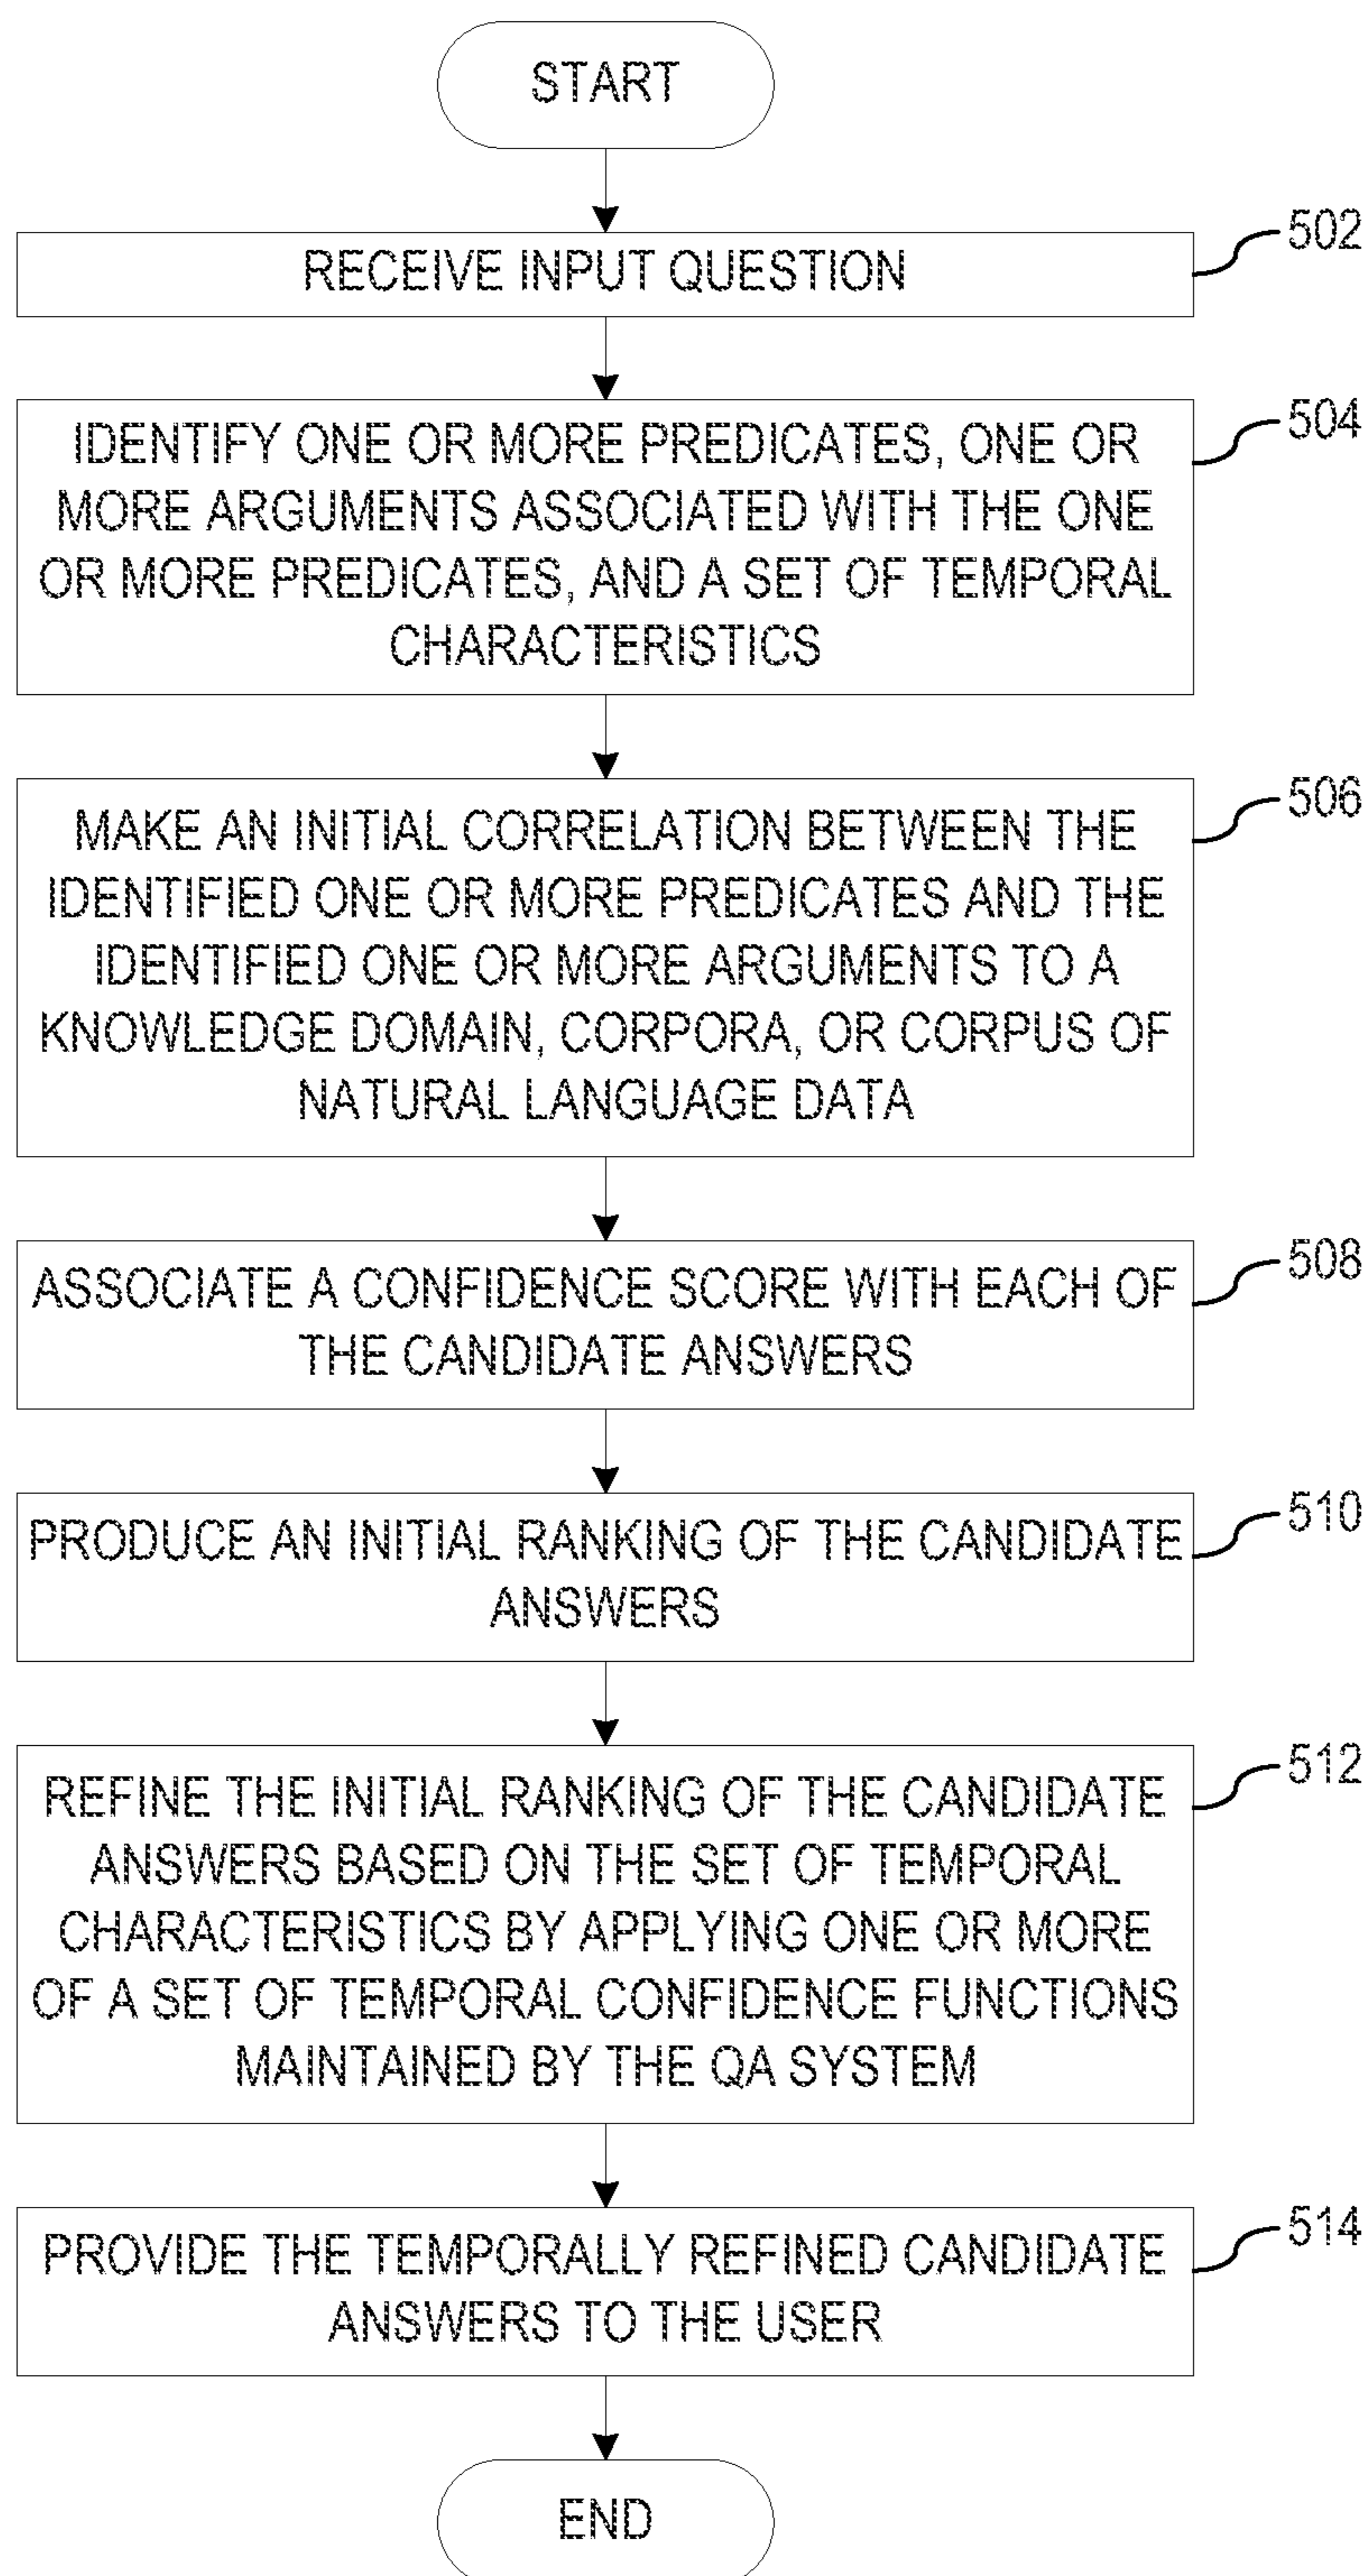 START
RECEIVE INPUT QUESTION
502
IDENTIFY ONE OR MORE PREDICATES, ONE OR
MORE ARGUMENTS ASSOCIATED WITH THE ONE
OR MORE PREDICATES, AND A SET OF TEMPORAL
CHARACTERISTICS
504
MAKE AN INITIAL CORRELATION BETWEEN THE
IDENTIFIED ONE OR MORE PREDICATES AND THE
IDENTIFIED ONE OR MORE ARGUMENTS TO A
KNOWLEDGE DOMAIN, CORPORA, OR CORPUS OF
NATURAL LANGUAGE DATA
506
ASSOCIATE A CONFIDENCE SCORE WITH EACH OF
THE CANDIDATE ANSWERS
508
PRODUCE AN INITIAL RANKING OF THE CANDIDATE
ANSWERS
510
REFINE THE INITIAL RANKING OF THE CANDIDATE
ANSWERS BASED ON THE SET OF TEMPORAL
CHARACTERISTICS BY APPLYING ONE OR MORE
OF A SET OF TEMPORAL CONFIDENCE FUNCTIONS
MAINTAINED BY THE QA SYSTEM
512
PROVIDE THE TEMPORALLY REFINED CANDIDATE
ANSWERS TO THE USER
514
END